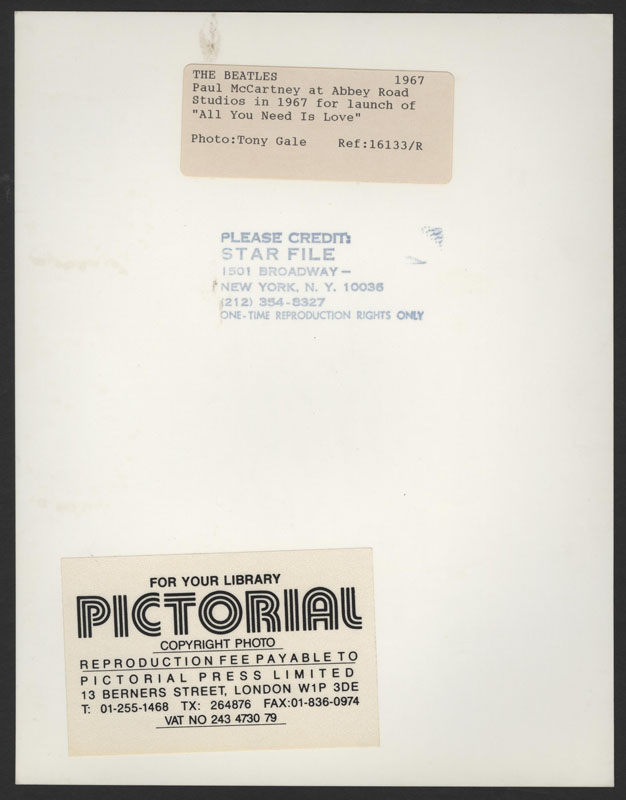 THE BEATLES 1967
Paul McCartney at Abbey Road
Studios in 1967 for launch of
"All You Need Is Love"
Photo:Tony Gale Ref:16133/R
PLEASE CREDIT:
STAR FILE
1501 BROADWAY—
NEW YORK, N. Y. 10036
(212) 354-8327
ONE-TIME REPRODUCTION RIGHTS ONLY
FOR YOUR LIBRARY
PICTORIAL
COPYRIGHT PHOTO
REPRODUCTION FEE PAYABLE TO
PICTORIAL PRESS LIMITED
13 BERNERS STREET, LONDON W1P 3DE
T: 01-255-1468 TX: 264876 FAX:01-836-0974
VAT NO 243 4730 79